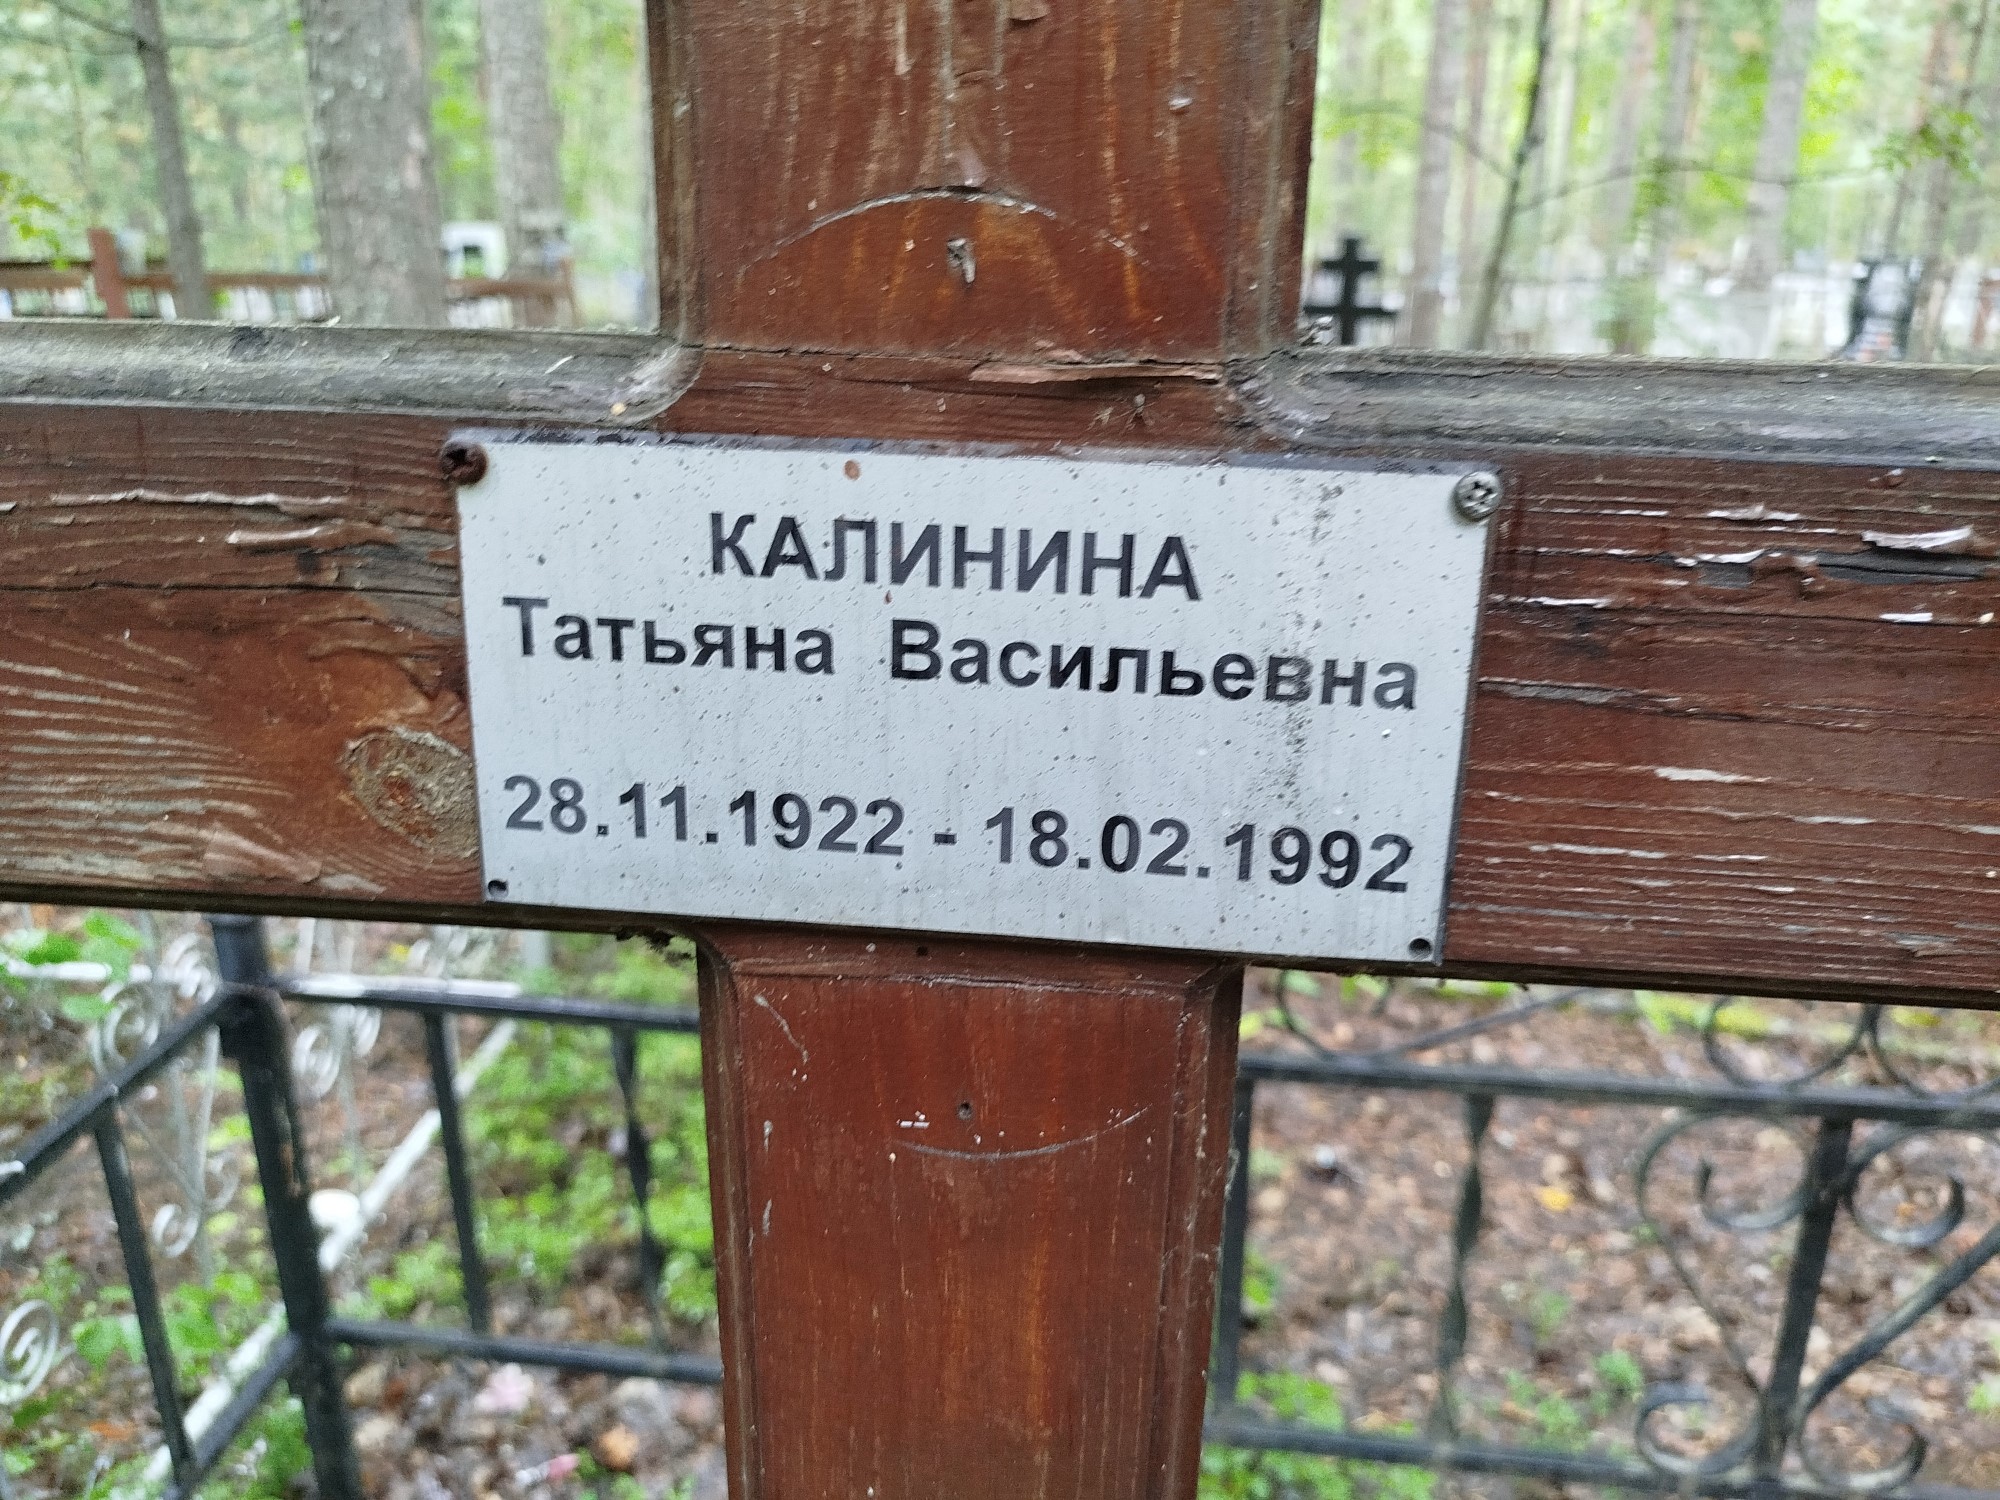 КАЛИНИНА
Татьяна Васильевна
28.11.1922 - 18.02.1992